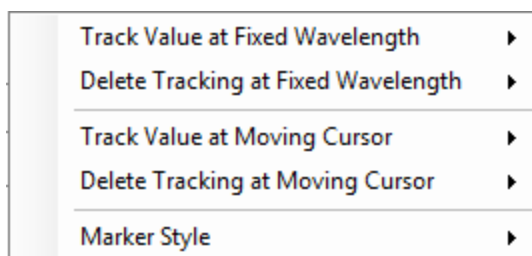 Track Value at Fixed Wavelength
Delete Tracking at Fixed Wavelength
Track Value at Moving Cursor
Delete Tracking at Moving Cursor
Marker Style